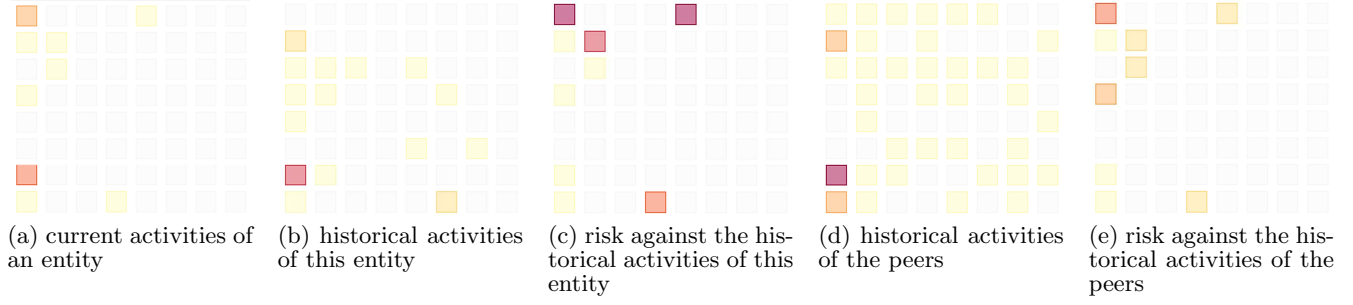 (a) current activities of
an entity
(b) historical activities
of this entity
(c) risk against the his-
torical activities of this
entity
(d) historical activities
of the peers
(e) risk against the his-
torical activities of the
peers